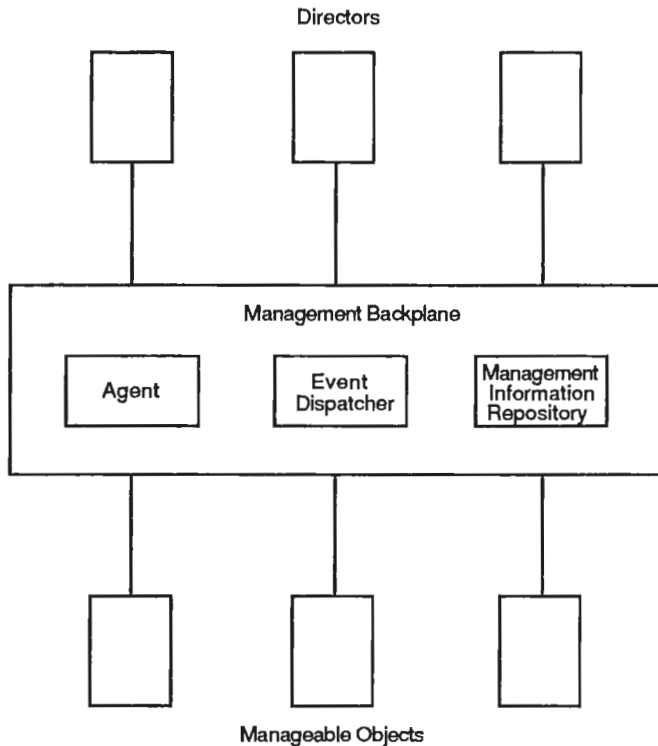 Directors
Management Backplane
Agent
Event
Dispatcher
Management
Information
Repository
Manageable Objects